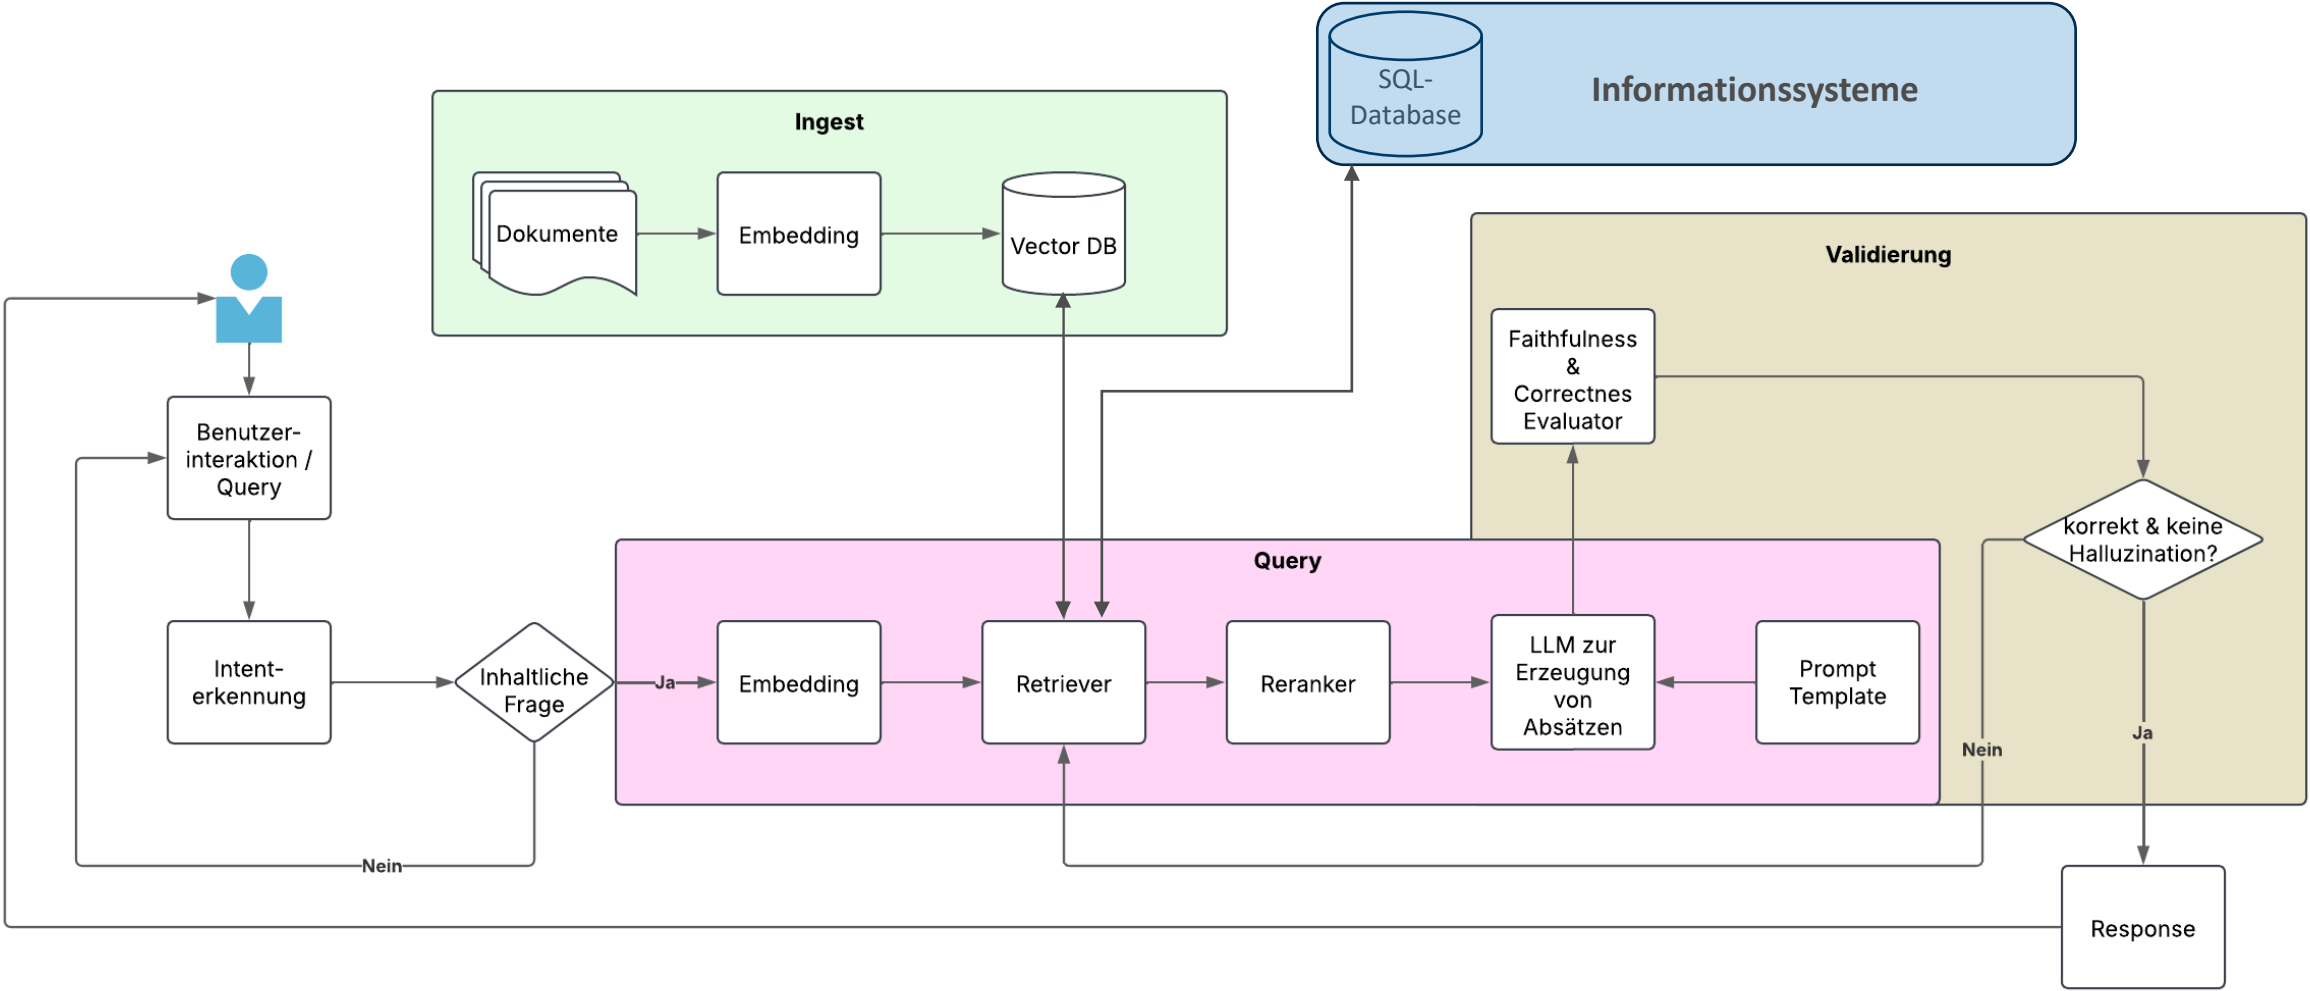 SQL-
Database
Informationssysteme
Ingest
Dokumente
Embedding
Vector DB
Validierung
Faithfulness
&
Correctnes
Evaluator
Benutzer-
interaktion /
Query
korrekt & keine
Halluzination?
Query
Intent-
erkennung
Inhaltliche
Frage
Ja
Embedding
Retriever
Reranker
LLM zur
Erzeugung
von
Absätzen
Prompt
Template
Nein
Ja
Nein
Response